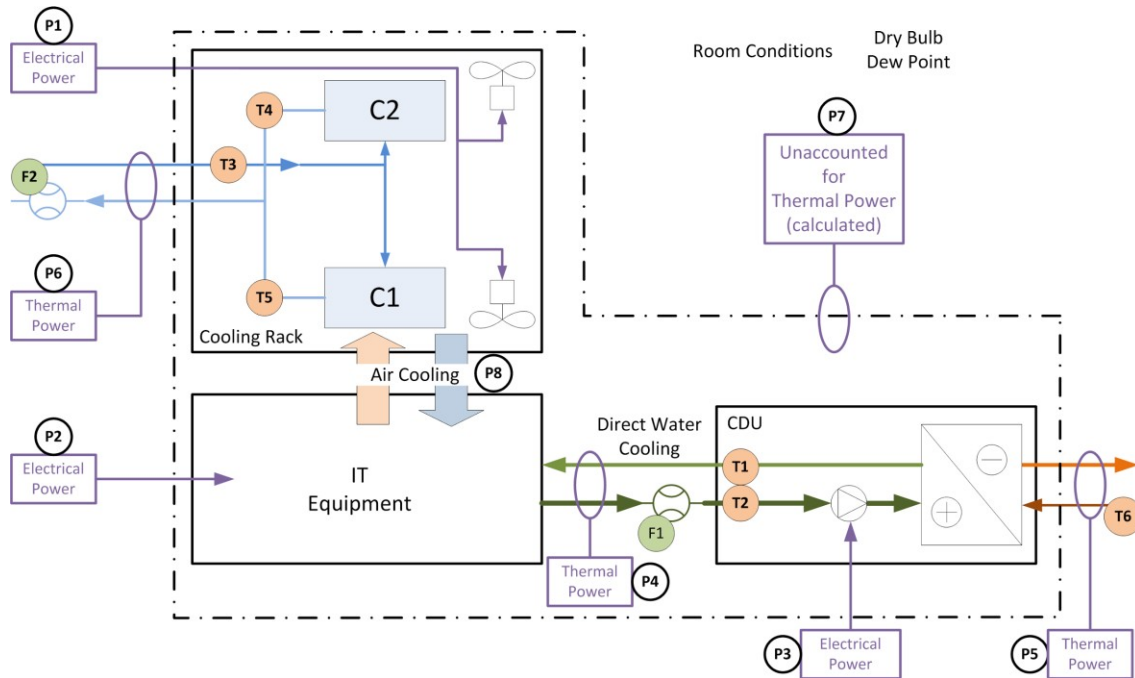 P1
Electrical
Power
Room Conditions
Dry Bulb
Dew Point
T4
C2
P7
Unaccounted
for
Thermal Power
(calculated)
F2
T3
P6
Thermal
Power
T5
C1
Cooling Rack
Air Cooling
P8
P2
Electrical
Power
IT
Equipment
Direct Water
Cooling
CDU
T1
T2
F1
T6
Thermal
Power
P4
P3
Electrical
Power
P5
Thermal
Power